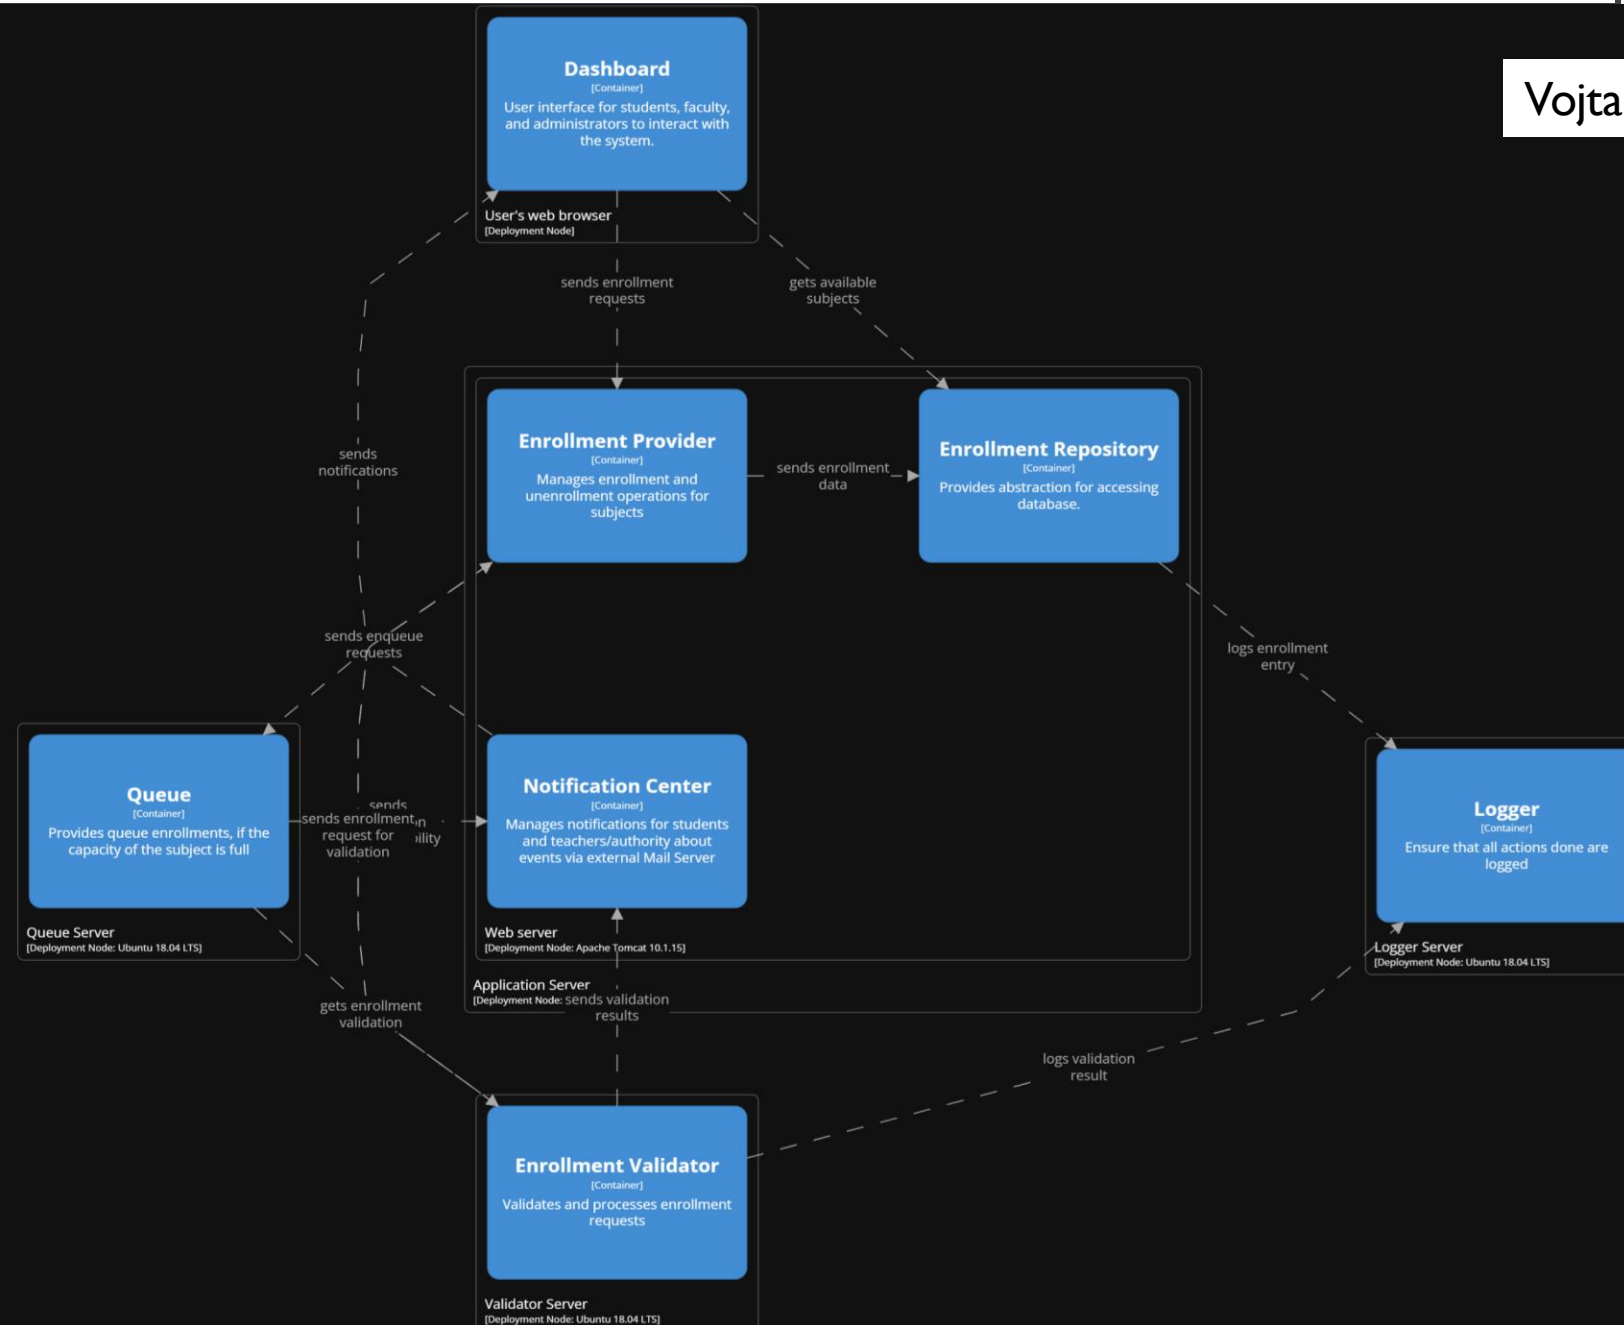 Dashboard
[Container]
User interface for students, faculty,
and administrators to interact with
the system.
Vojta
User's web browser
[Deployment Node]
sends enrollment
requests
gets available
subjects
sends
notifications
Enrollment Provider
[Container]
Manages enrollment and
unenrollment operations for
subjects
sends enrollment
data
Enrollment Repository
[Container]
Provides abstraction for accessing
database.
sends enqueue
requests
logs enrollment
entry
Queue
[Container]
Provides queue enrollments, if the
capacity of the subject is full
Queue Server
[Deployment Node: Ubuntu 18.04 LTS]
sends
sends enrollment
request for
validation
Notification Center
[Container]
Manages notifications for students
and teachers/authority about
events via external Mail Server
Web server
[Deployment Node: Apache Tomcat 10.1.15]
Application Server
[Deployment Node:
sends validation
results
Logger
[Container]
Ensure that all actions done are
logged
Logger Server
[Deployment Node: Ubuntu 18.04 LTS]
gets enrollment
validation
logs validation
result
Enrollment Validator
[Container]
Validates and processes enrollment
requests
Validator Server
[Deployment Node: Ubuntu 18.04 LTS]